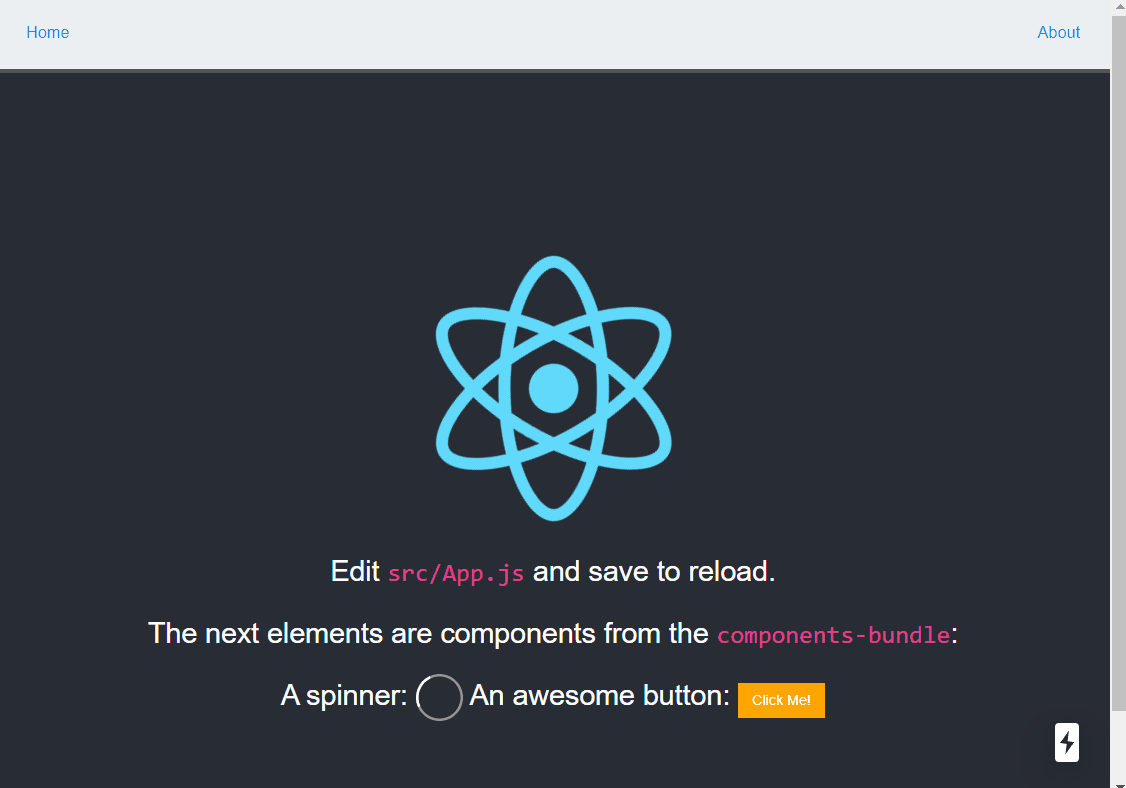 Home About
Edit src/App.js and save to reload.
The next elements are components from the components-bundle:
A spinner: An awesome button: Click Me!